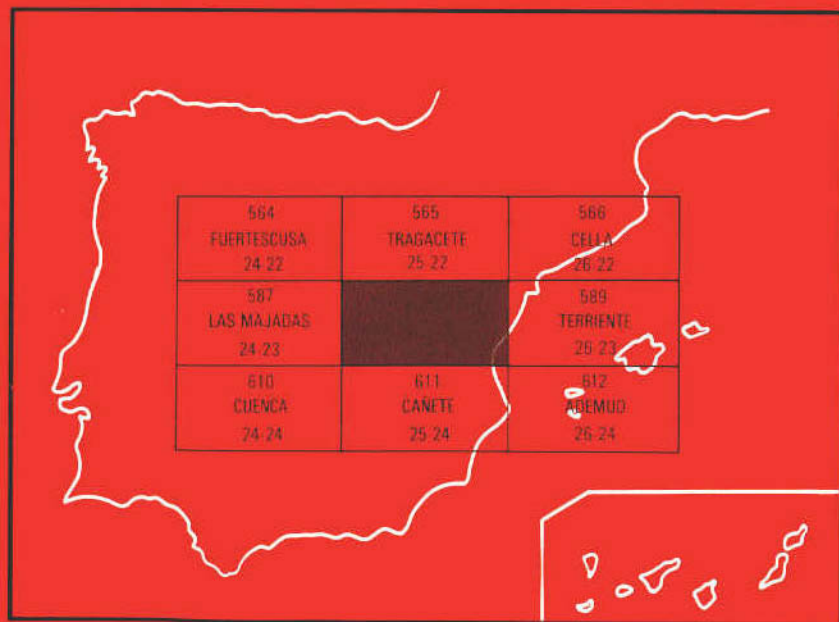 564
FUERTESCUSA
24-22
565
TRAGACETE
25-22
566
CELLA
26-22
587
LAS MAJADAS
24-23
589
TERRIENTE
26-23
610
CUENCA
24-24
611
CAÑETE
25-24
612
ADEMUD
26-24